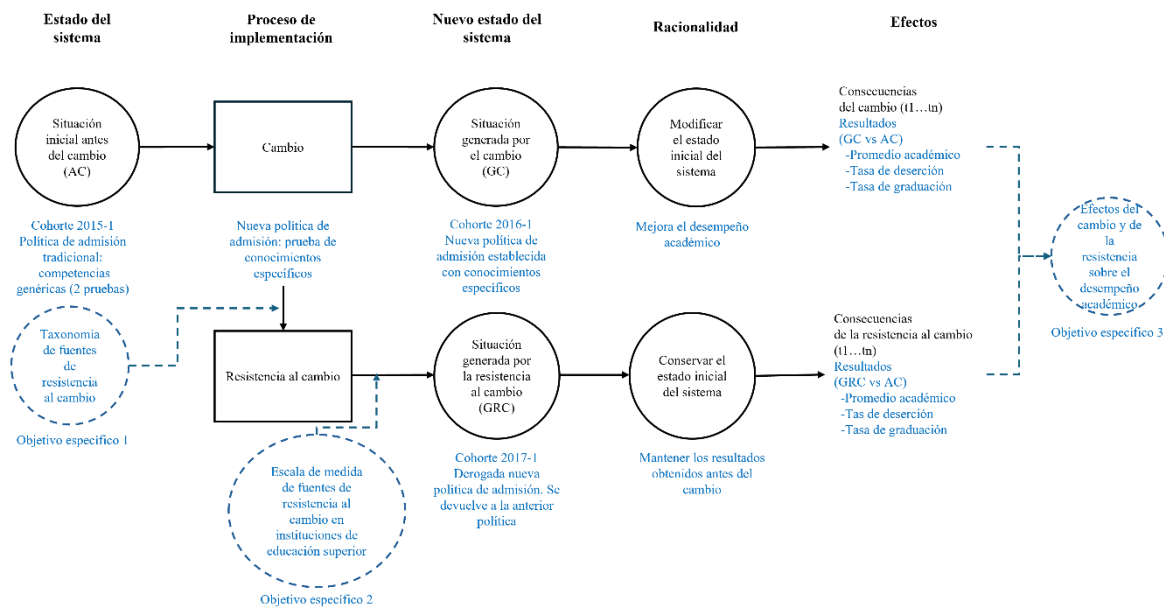 Estado del
sistema
Proceso de
implementación
Nuevo estado del
sistema
Racionalidad
Efectos
Situación
inicial antes
del cambio
(AC)
Cambio
Situación
generada por
el cambio
(GC)
Modificar
el estado
inicial del
sistema
Consecuencias
del cambio (t1…tn)
Resultados
(GC vs AC)
-Promedio académico
-Tasa de deserción
-Tasa de graduación
Cohorte 2015-1
Política de admisión
tradicional:
competencias
genéricas (2 pruebas)
Nueva política de
admisión: prueba de
conocimientos
específicos
Cohorte 2016-1
Nueva política de
admisión establecida
con conocimientos
específicos
Mejora el desempeño
académico
Efectos del
cambio y de
la
resistencia
sobre el
desempeño
académico
Objetivo específico 3
Taxonomía
de fuentes
de
resistencia
al cambio
Objetivo específico 1
Resistencia al cambio
Situación
generada por
la resistencia
al cambio
(GRC)
Conservar el
estado inicial
del sistema
Consecuencias
de la resistencia al cambio
(t1…tn)
Resultados
(GRC vs AC)
-Promedio académico
-Tas de deserción
-Tasa de graduación
Escala de medida
de fuentes de
resistencia al
cambio en
instituciones de
educación superior
Objetivo específico 2
Cohorte 2017-1
Derogada nueva
política de admisión. Se
devuelve a la anterior
política
Mantener los resultados
obtenidos antes del
cambio